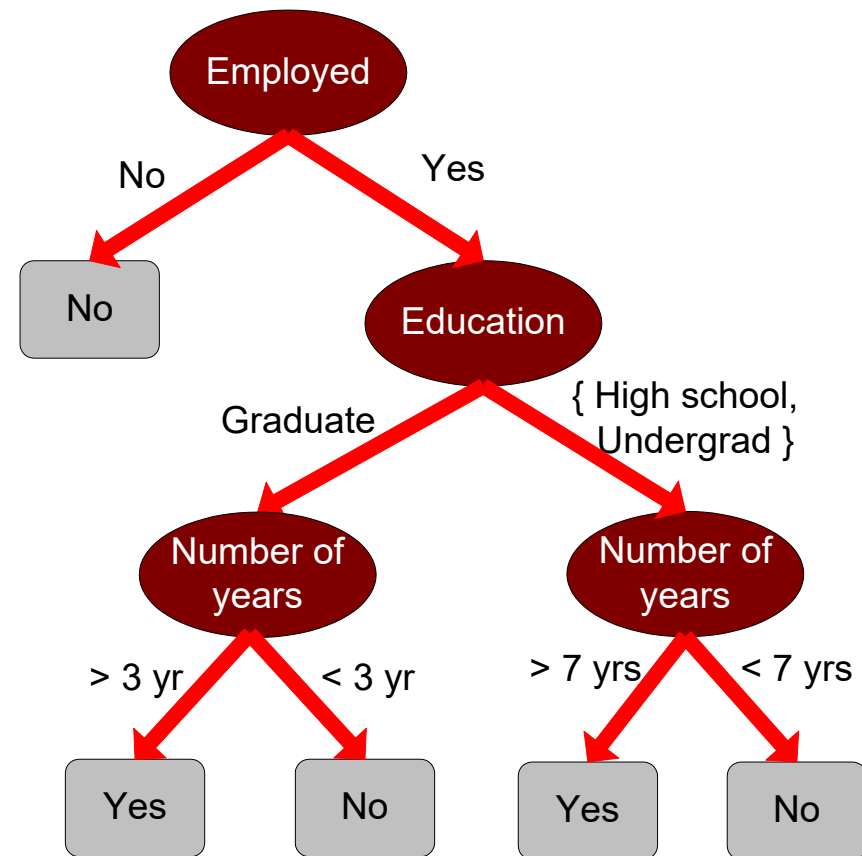 Employed
No
Yes
No
Education
Graduate
{ High school,
Undergrad }
Number of
years
Number of
years
> 3 yr
< 3 yr
> 7 yrs
< 7 yrs
Yes
No
Yes
No